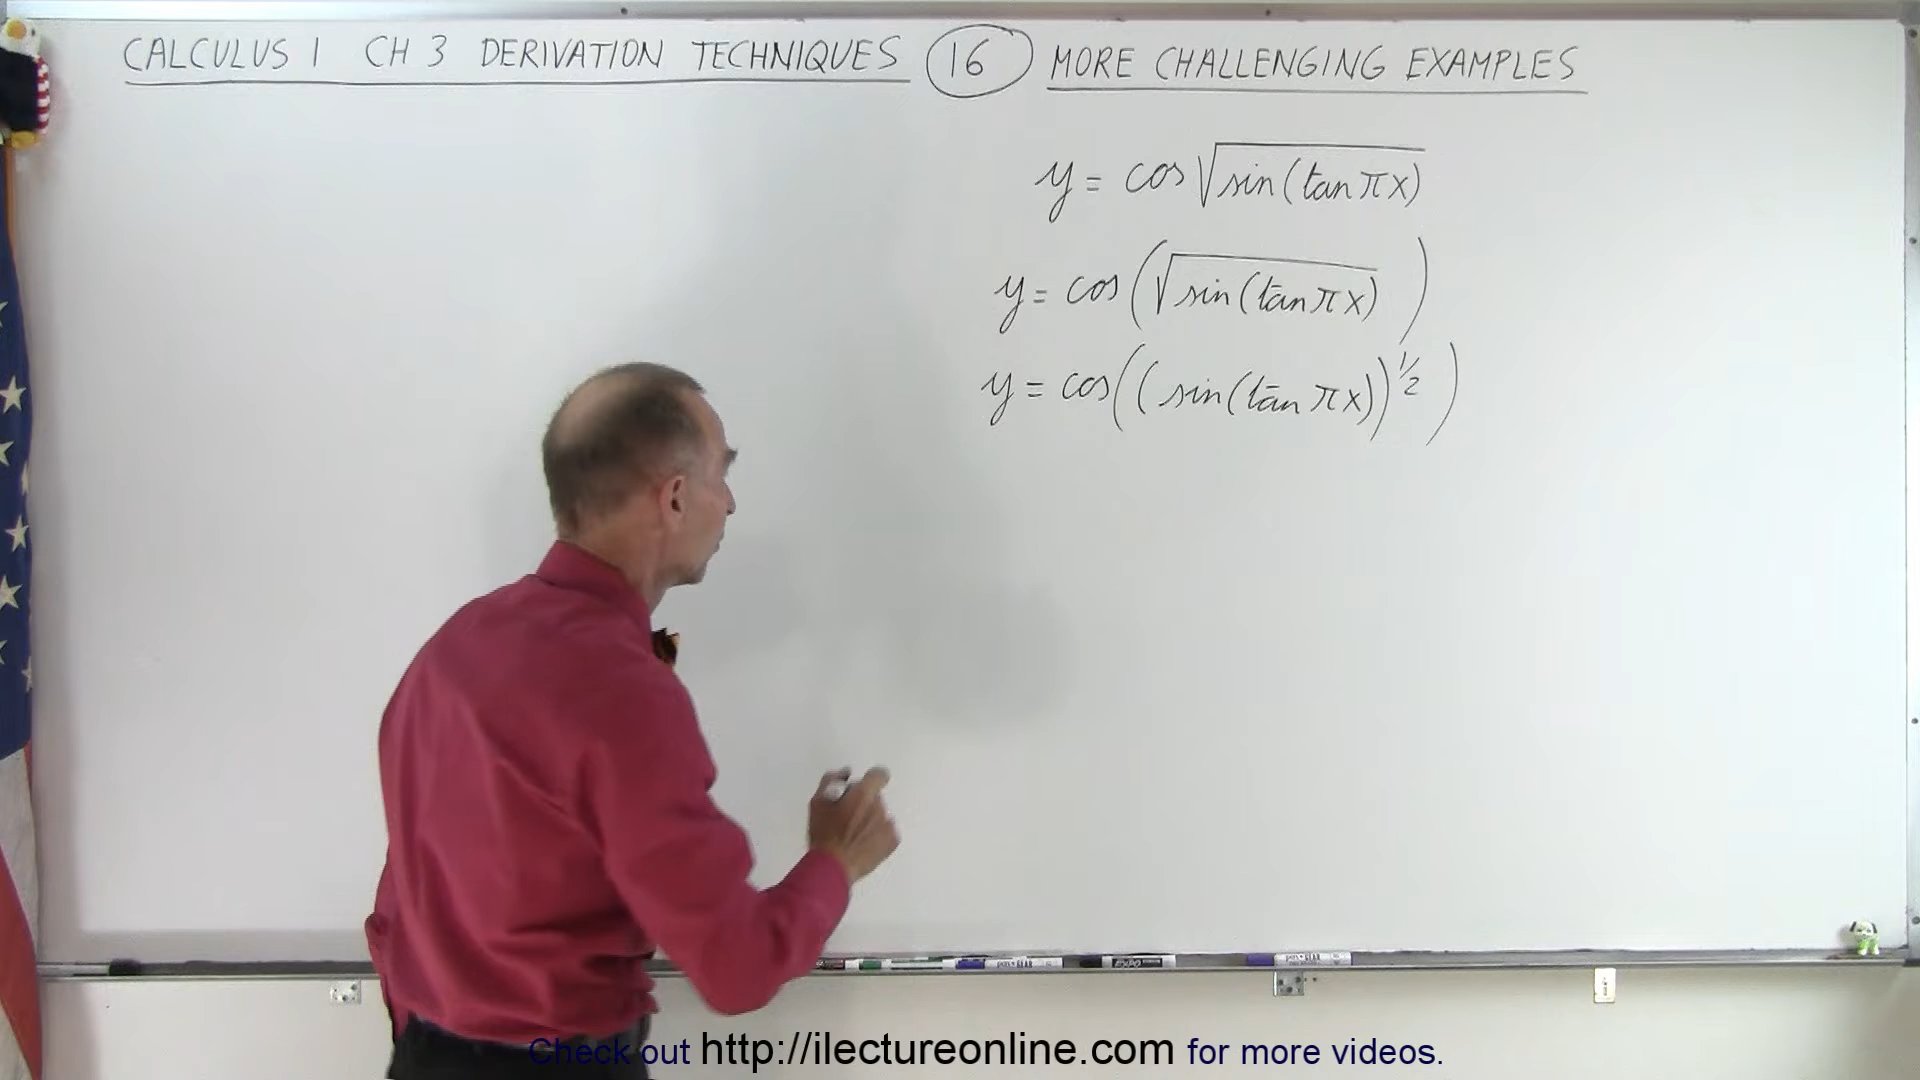 CALCULUS 1 CH 3 DERIVATION TECHNIQUES 16 MORE CHALLENGING EXAMPLES
y = cos √sin(tan πx)
y = cos(√sin(tan πx))
y = cos((sin(tan πx))^½)
Check out http://ilectureonline.com for more videos.